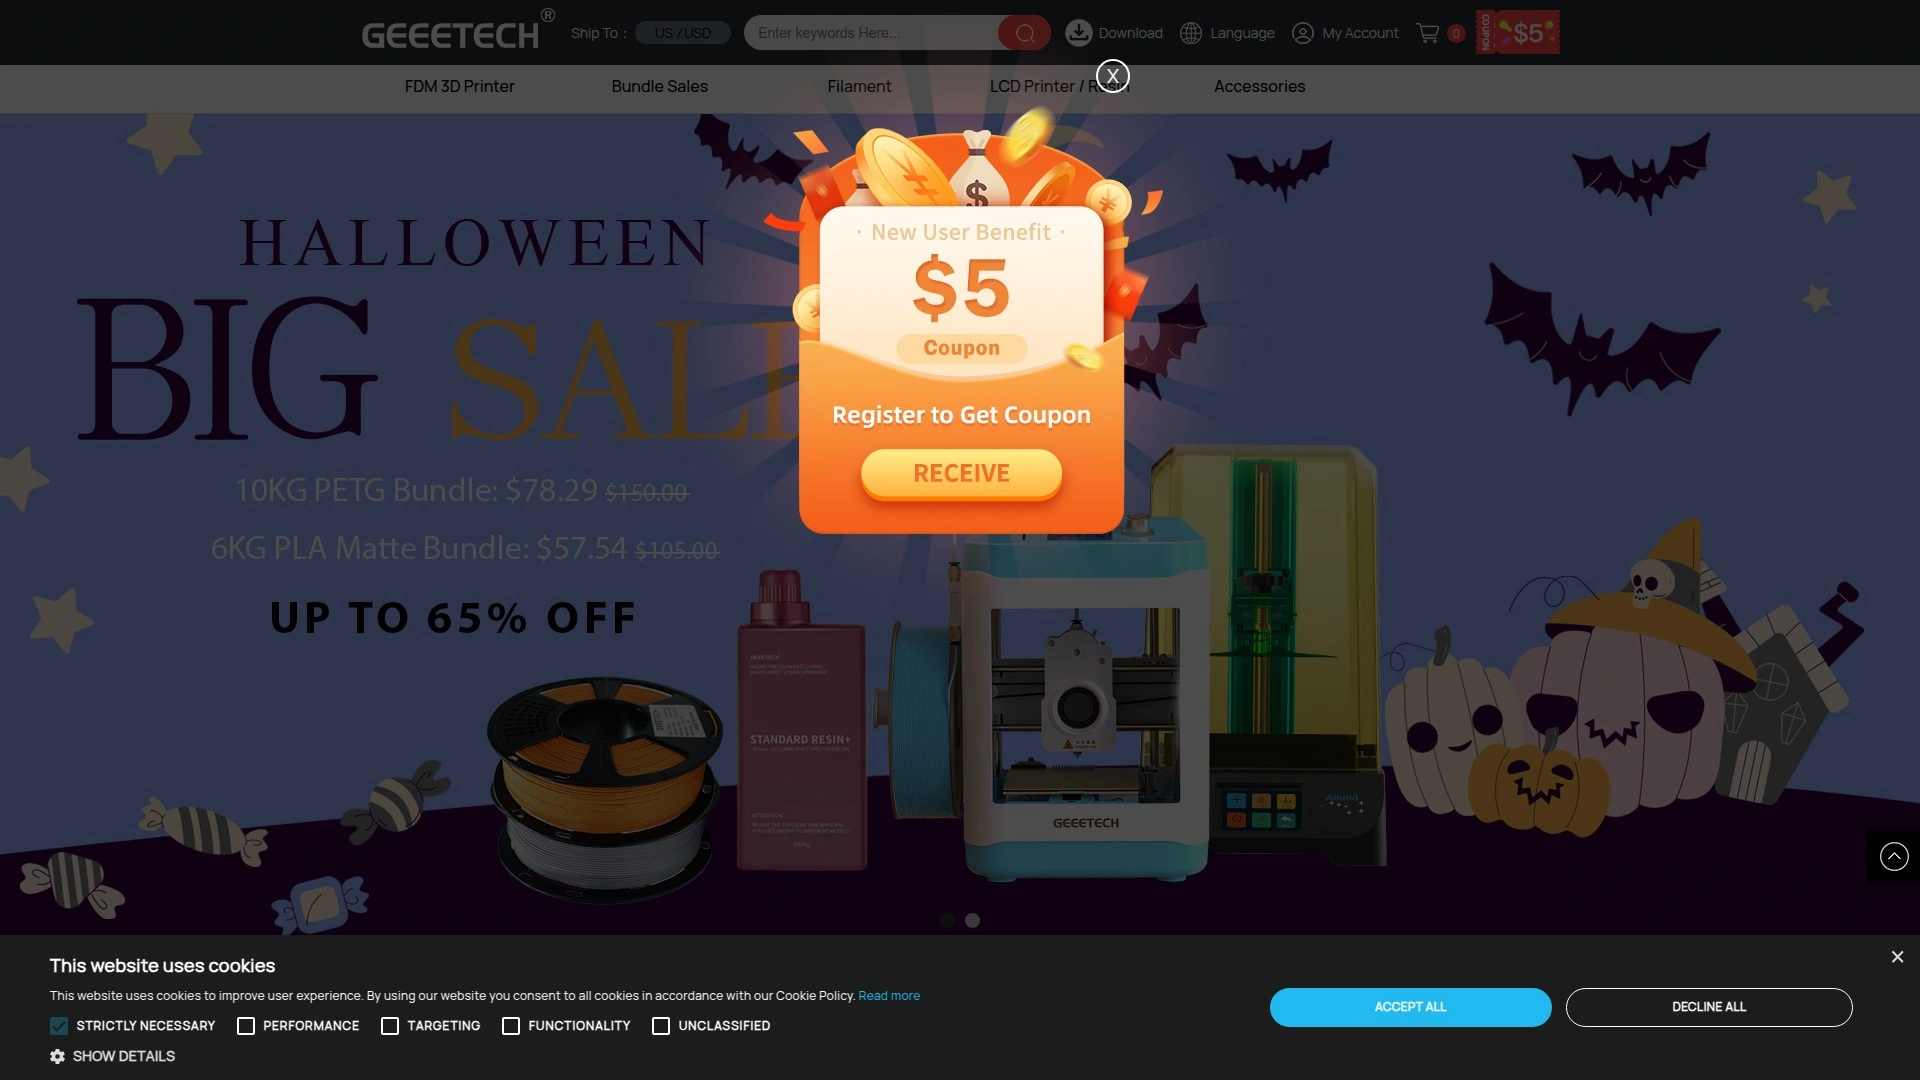 GEEETECH®
Ship To : US /USD
Enter keywords Here...
Download
Language
My Account
0
COUPON $5
FDM 3D Printer
Bundle Sales
Filament
LCD Printer / Resin
Accessories
X
HALLOWEEN
BIG SALE
10KG PETG Bundle: $78.29 $150.00
6KG PLA Matte Bundle: $57.54 $105.00
UP TO 65% OFF
· New User Benefit ·
$5
Coupon
Register to Get Coupon
RECEIVE
$
GEEETECH
STANDARD RESIN+
ATTENTION:
GEEETECH
This website uses cookies
This website uses cookies to improve user experience. By using our website you consent to all cookies in accordance with our Cookie Policy. Read more
STRICTLY NECESSARY
PERFORMANCE
TARGETING
FUNCTIONALITY
UNCLASSIFIED
SHOW DETAILS
ACCEPT ALL
DECLINE ALL
×